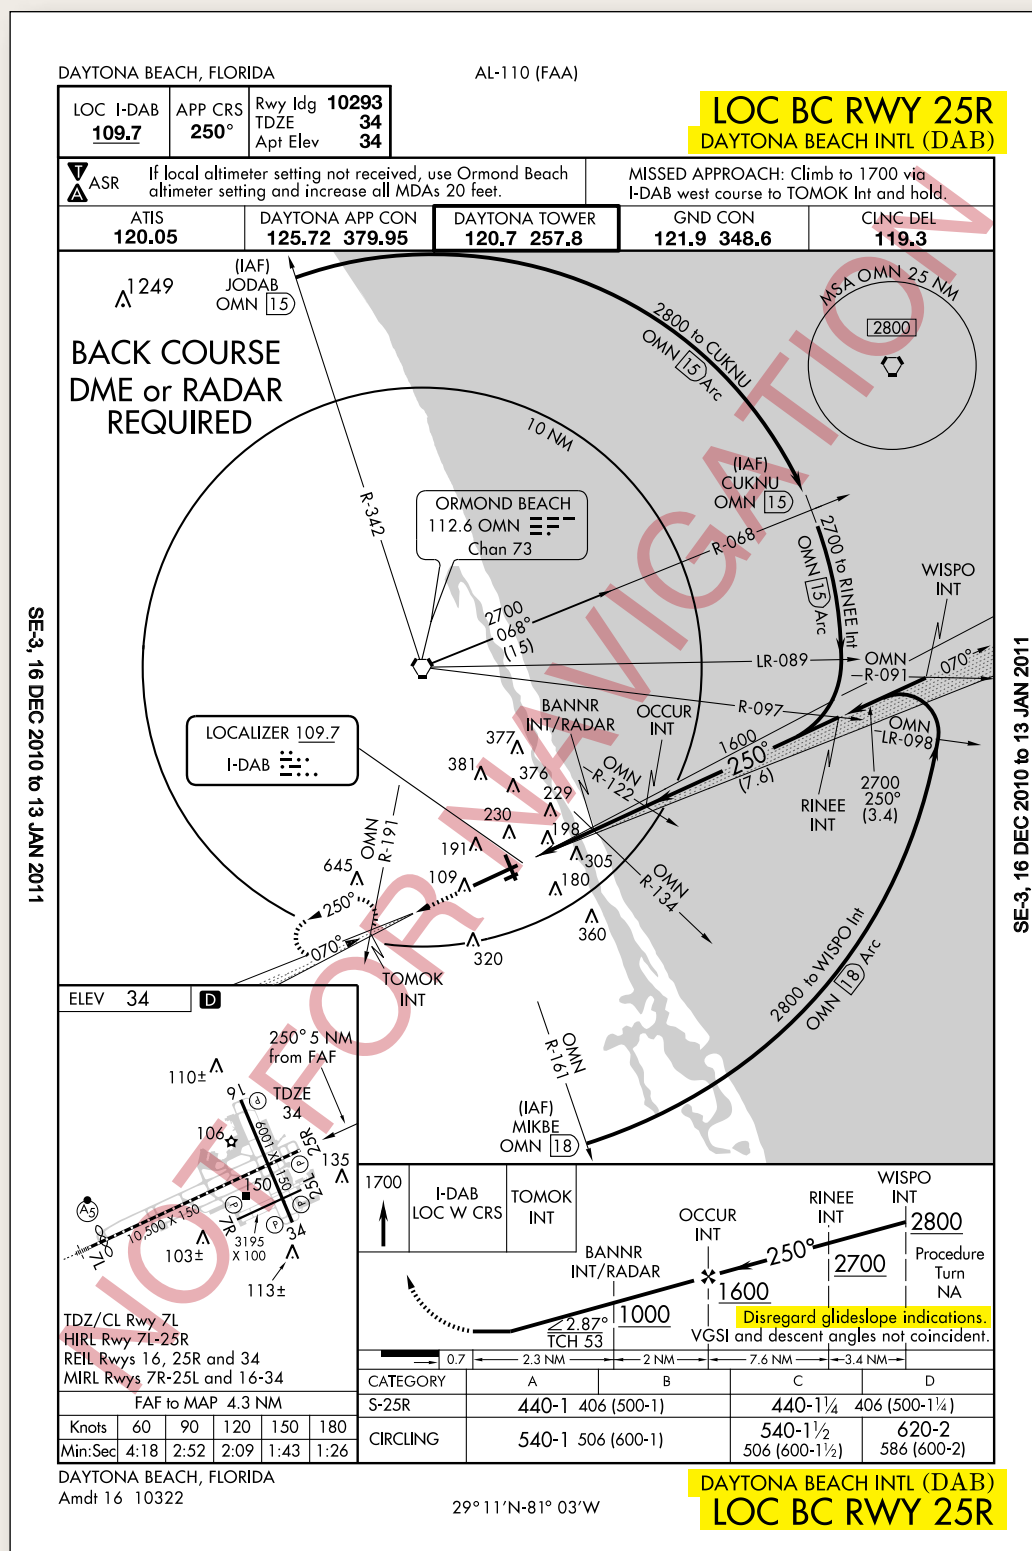 DAYTONA BEACH, FLORIDA
AL-110 (FAA)
LOC I-DAB
109.7
APP CRS
250°
Rwy Idg 10293
TDZE 34
Apt Elev 34
LOC BC RWY 25R
DAYTONA BEACH INTL (DAB)
T
A
ASR
If local altimeter setting not received, use Ormond Beach
altimeter setting and increase all MDAs 20 feet.
MISSED APPROACH: Climb to 1700 via
I-DAB west course to TOMOK Int and hold.
ATIS
120.05
DAYTONA APP CON
125.72 379.95
DAYTONA TOWER
120.7 257.8
GND CON
121.9 348.6
CLNC DEL
119.3
1249
(IAF)
JODAB
OMN 15
BACK COURSE
DME or RADAR
REQUIRED
2800 to CUKNU
OMN 15 Arc
MSA OMN 25 NM
2800
10 NM
R-342
ORMOND BEACH
112.6 OMN
Chan 73
(IAF)
CUKNU
OMN 15
R-068
2700 to RINEE Int
OMN 15 Arc
WISPO
INT
2700
068°
(15)
LR-089
OMN
R-091
070°
R-097
OMN
LR-098
BANNR
INT/RADAR
OCCUR
INT
1600
250°
(7.6)
OMN
R-122
RINEE
INT
2700
250°
(3.4)
LOCALIZER 109.7
I-DAB
377
381
376
229
230
198
191
305
109
180
360
320
645
OMN
R-191
OMN
R-134
250°
070°
TOMOK
INT
2800 to WISPO Int
OMN 18 Arc
OMN
R-161
(IAF)
MIKBE
OMN 18
NOT FOR NAVIGATION
SE-3, 16 DEC 2010 to 13 JAN 2011
SE-3, 16 DEC 2010 to 13 JAN 2011
ELEV 34
D
250° 5 NM
from FAF
110±
16
P
TDZE
34
106
6001 X 150
25R
P
135
150
25L
P
A5
10,500 X 150
P
7R
P
3195
X 100
34
7L
103±
113±
TDZ/CL Rwy 7L
HIRL Rwy 7L-25R
REIL Rwys 16, 25R and 34
MIRL Rwys 7R-25L and 16-34
FAF to MAP 4.3 NM
Knots 60 90 120 150 180
Min:Sec 4:18 2:52 2:09 1:43 1:26
1700
I-DAB
LOC W CRS
TOMOK
INT
BANNR
INT/RADAR
OCCUR
INT
RINEE
INT
WISPO
INT
250°
2800
2700
1600
1000
Procedure
Turn
NA
∠2.87°
TCH 53
Disregard glideslope indications.
VGSI and descent angles not coincident.
0.7 2.3 NM 2 NM 7.6 NM 3.4 NM
CATEGORY A B C D
S-25R 440-1 406 (500-1) 440-1¼ 406 (500-1¼)
CIRCLING 540-1 506 (600-1)
540-1½
506 (600-1½)
620-2
586 (600-2)
DAYTONA BEACH, FLORIDA
Amdt 16 10322
29°11'N-81° 03'W
DAYTONA BEACH INTL (DAB)
LOC BC RWY 25R